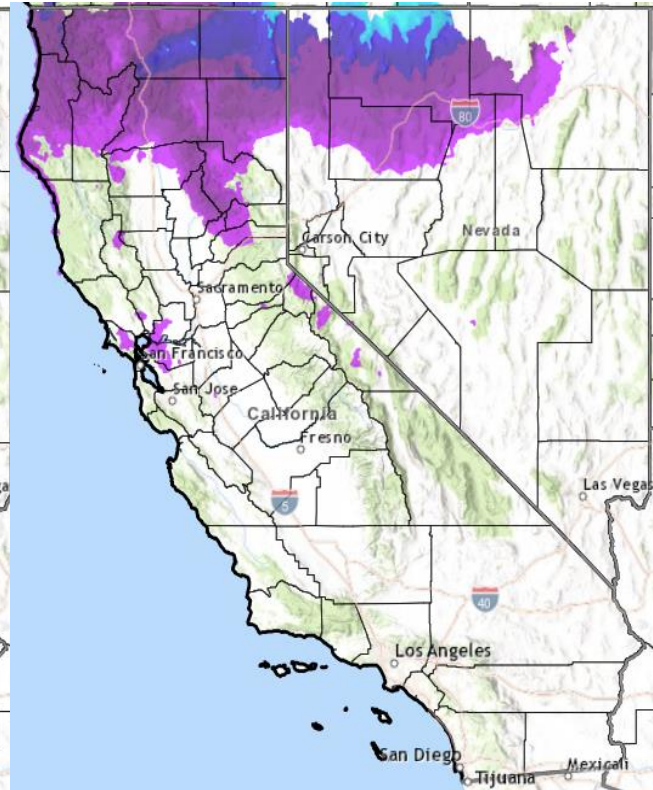 80
Nevada
Carson City
Sacramento
San Francisco
San Jose
California
Fresno
5
Las Vegas
40
Los Angeles
San Diego
Tijuana
Mexicali